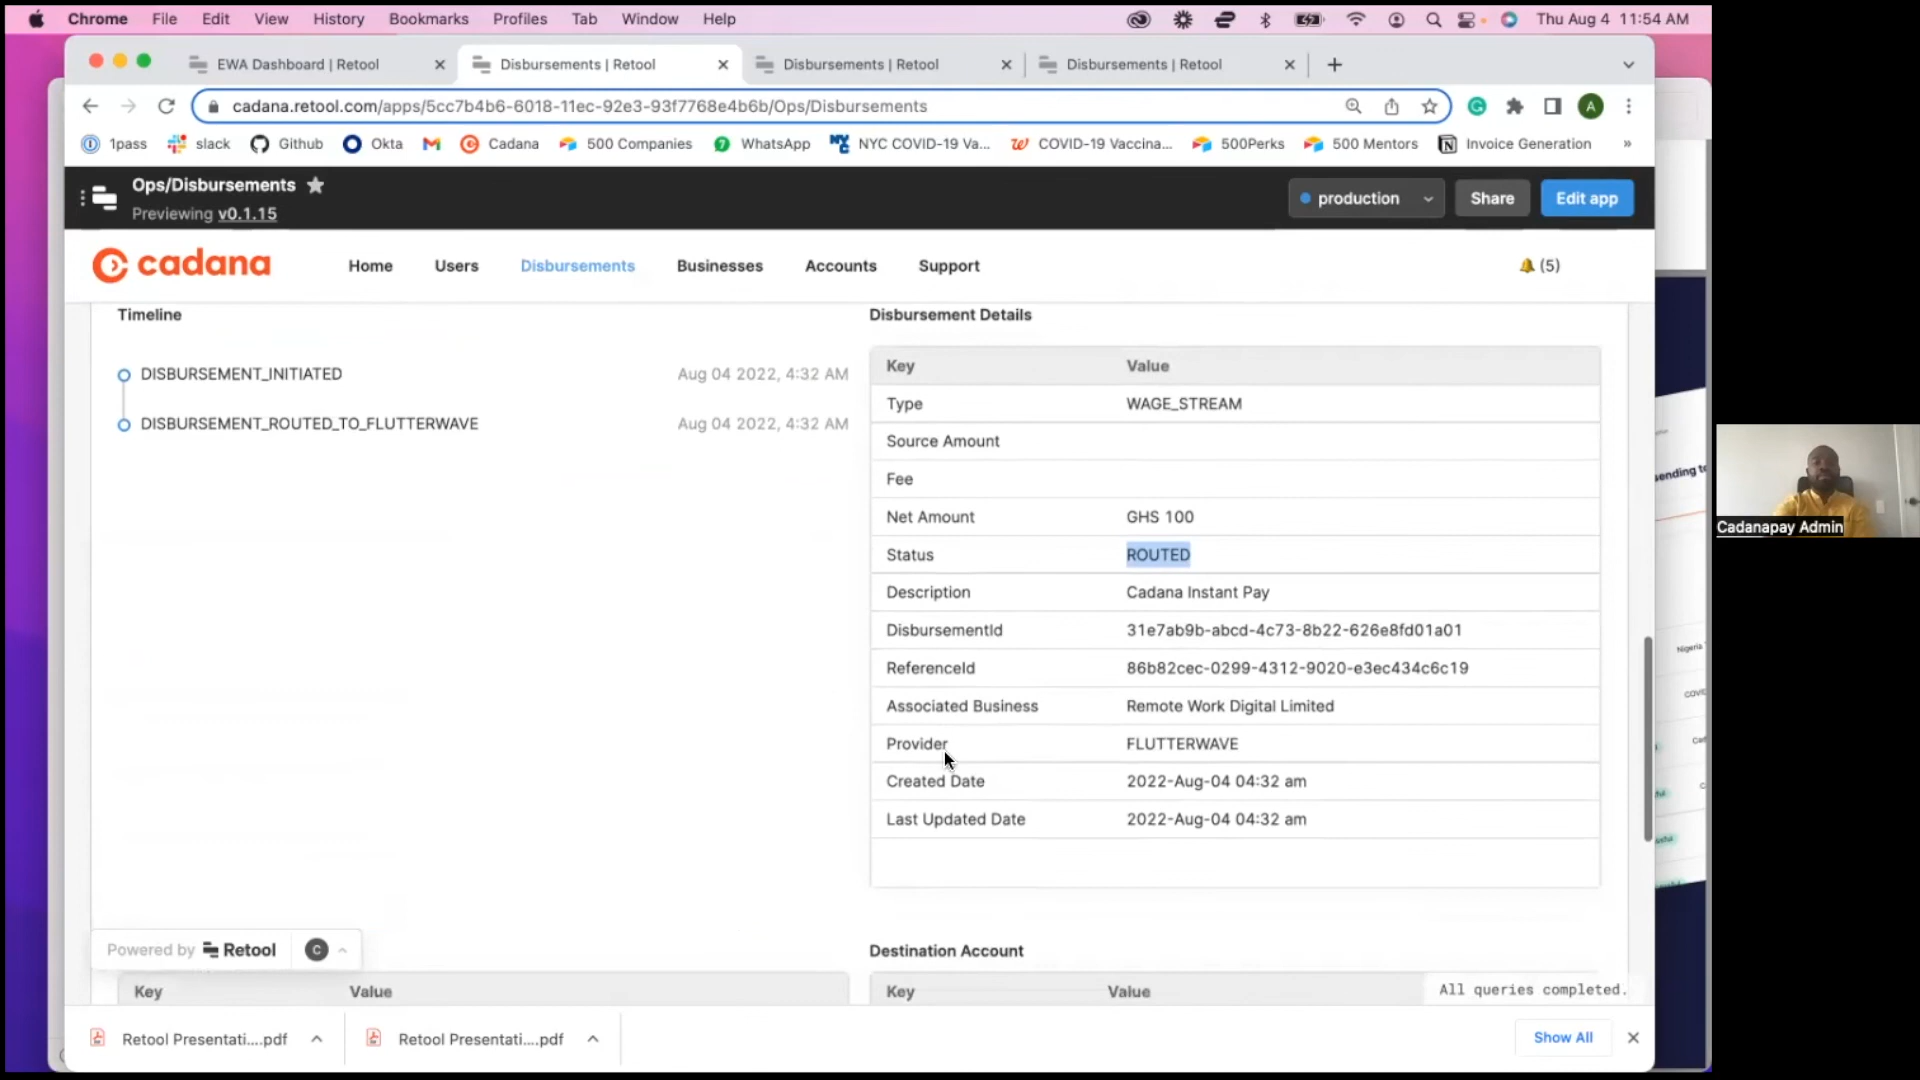 Chrome File Edit View History Bookmarks Profiles Tab Window Help Thu Aug 4 11:54 AM
EWA Dashboard | Retool Disbursements | Retool Disbursements | Retool Disbursements | Retool
cadana.retool.com/apps/5cc7b4b6-6018-11ec-92e3-93f7768e4b6b/Ops/Disbursements A
1pass slack Github Okta Cadana 500 Companies 7 WhatsApp NYC NYC COVID-19 Va... COVID-19 Vaccina... 500Perks 500 Mentors Invoice Generation »
Ops/Disbursements
Previewing v0.1.15
production Share Edit app
cadana Home Users Disbursements Businesses Accounts Support (5)
Timeline
DISBURSEMENT_INITIATED Aug 04 2022, 4:32 AM
DISBURSEMENT_ROUTED_TO_FLUTTERWAVE Aug 04 2022, 4:32 AM
Disbursement Details
Key Value
Type WAGE_STREAM
Source Amount
Fee
Net Amount GHS 100
Status ROUTED
Description Cadana Instant Pay
DisbursementId 31e7ab9b-abcd-4c73-8b22-626e8fd01a01
ReferenceId 86b82cec-0299-4312-9020-e3ec434c6c19
Associated Business Remote Work Digital Limited
Provider FLUTTERWAVE
Created Date 2022-Aug-04 04:32 am
Last Updated Date 2022-Aug-04 04:32 am
Powered by Retool C
Destination Account
Key Value Key Value
All queries completed.
Retool Presentati....pdf Retool Presentati....pdf Show All
sending to
Nigeria
Cadanapay Admin